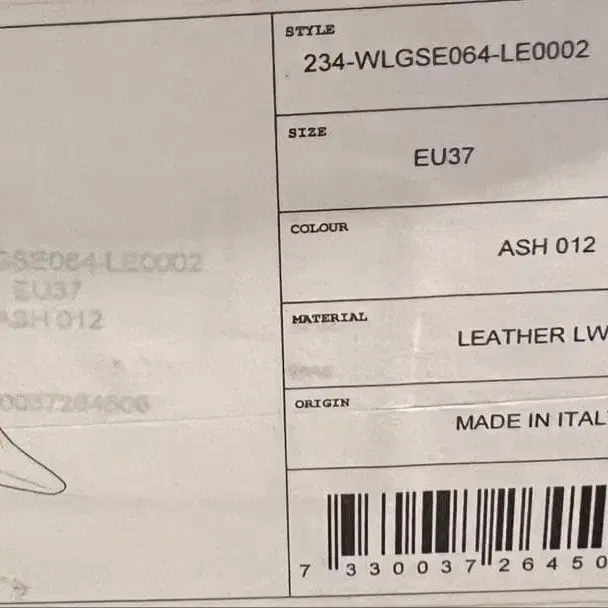 STYLE
234-WLGSE064-LE0002
SIZE
EU37
COLOUR
ASH 012
MATERIAL
LEATHER LW
ORIGIN
MADE IN ITAL
GSE064-LE0002
EU37
ASH 012
7 330037 26450